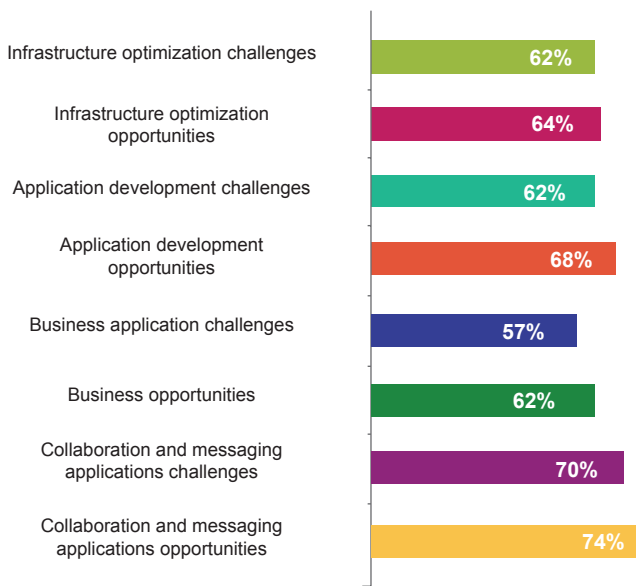 Infrastructure optimization challenges
62%
Infrastructure optimization
opportunities
64%
Application development challenges
62%
Application development
opportunities
68%
Business application challenges
57%
Business opportunities
62%
Collaboration and messaging
applications challenges
70%
Collaboration and messaging
applications opportunities
74%